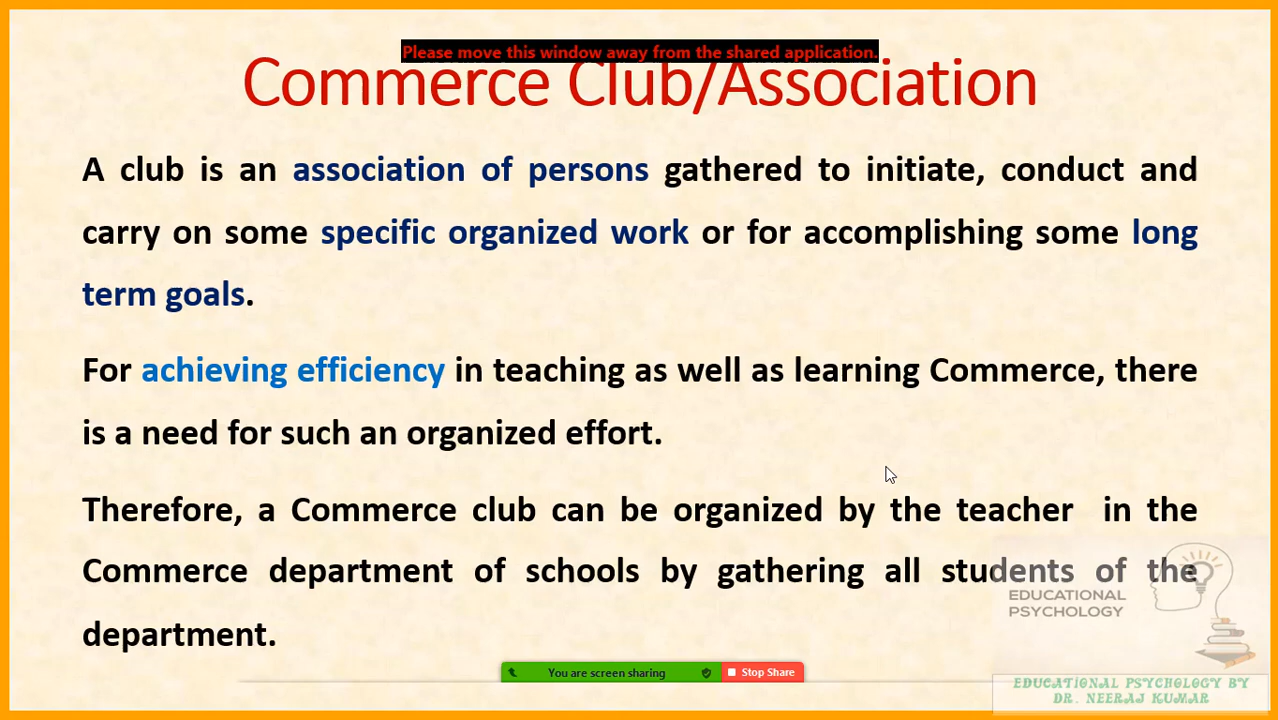 Please move this window away from the shared application.
Commerce Club/Association
A club is an association of persons gathered to initiate, conduct and
carry on some specific organized work or for accomplishing some long
term goals.
For achieving efficiency in teaching as well as learning Commerce, there
is a need for such an organized effort.
Therefore, a Commerce club can be organized by the teacher in the
Commerce department of schools by gathering all students of the
department.
EDUCATIONAL
PSYCHOLOGY
You are screen sharing
Stop Share
EDUCATIONAL PSYCHOLOGY BY
DR. NEERAJ KUMAR